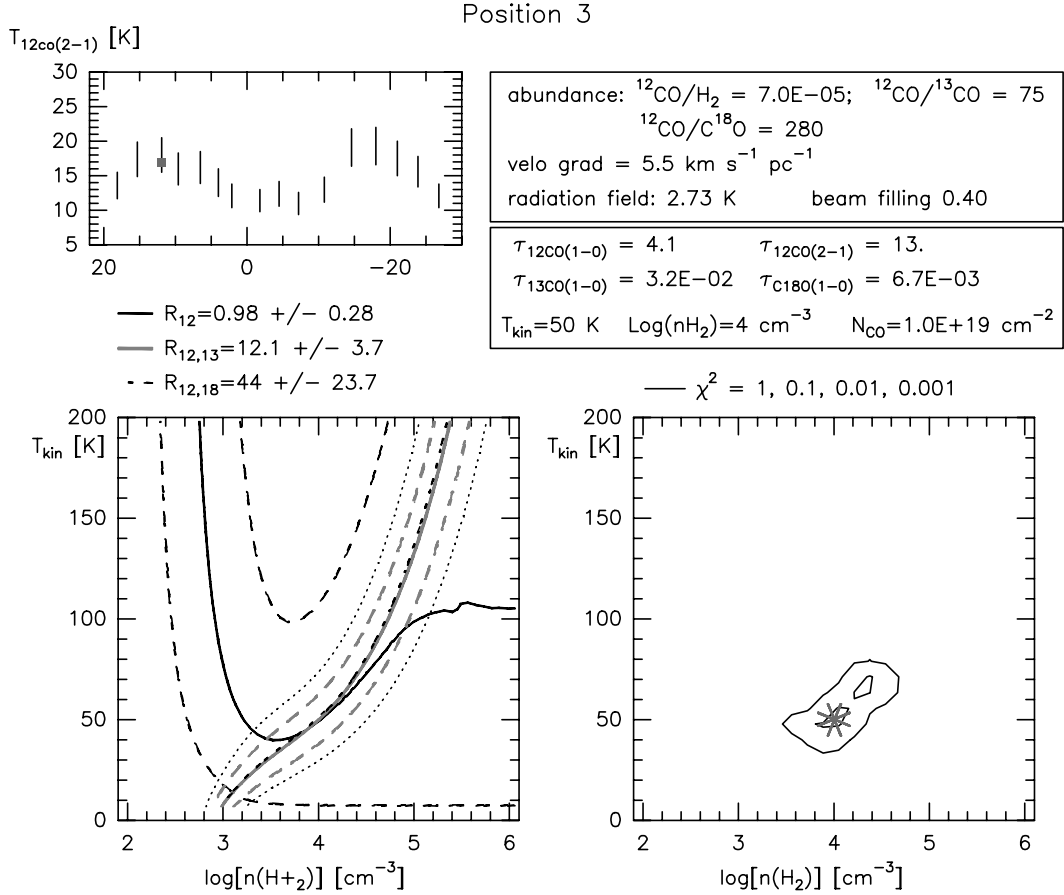 Position 3
T12co(2−1) [K]
30
25
20
15
10
5
20 0 −20
abundance: 12CO/H2 = 7.0E−05; 12CO/13CO = 75
12CO/C18O = 280
velo grad = 5.5 km s−1 pc−1
radiation field: 2.73 K beam filling 0.40
τ12CO(1−0) = 4.1 τ12CO(2−1) = 13.
τ13CO(1−0) = 3.2E−02 τC18O(1−0) = 6.7E−03
Tkin=50 K Log(nH2)=4 cm−3 NCO=1.0E+19 cm−2
R12=0.98 +/− 0.28
R12,13=12.1 +/− 3.7
R12,18=44 +/− 23.7
χ2 = 1, 0.1, 0.01, 0.001
200
Tkin [K]
150
100
50
0
2 3 4 5 6
log[n(H+2)] [cm−3]
200
Tkin [K]
150
100
50
0
2 3 4 5 6
log[n(H2)] [cm−3]